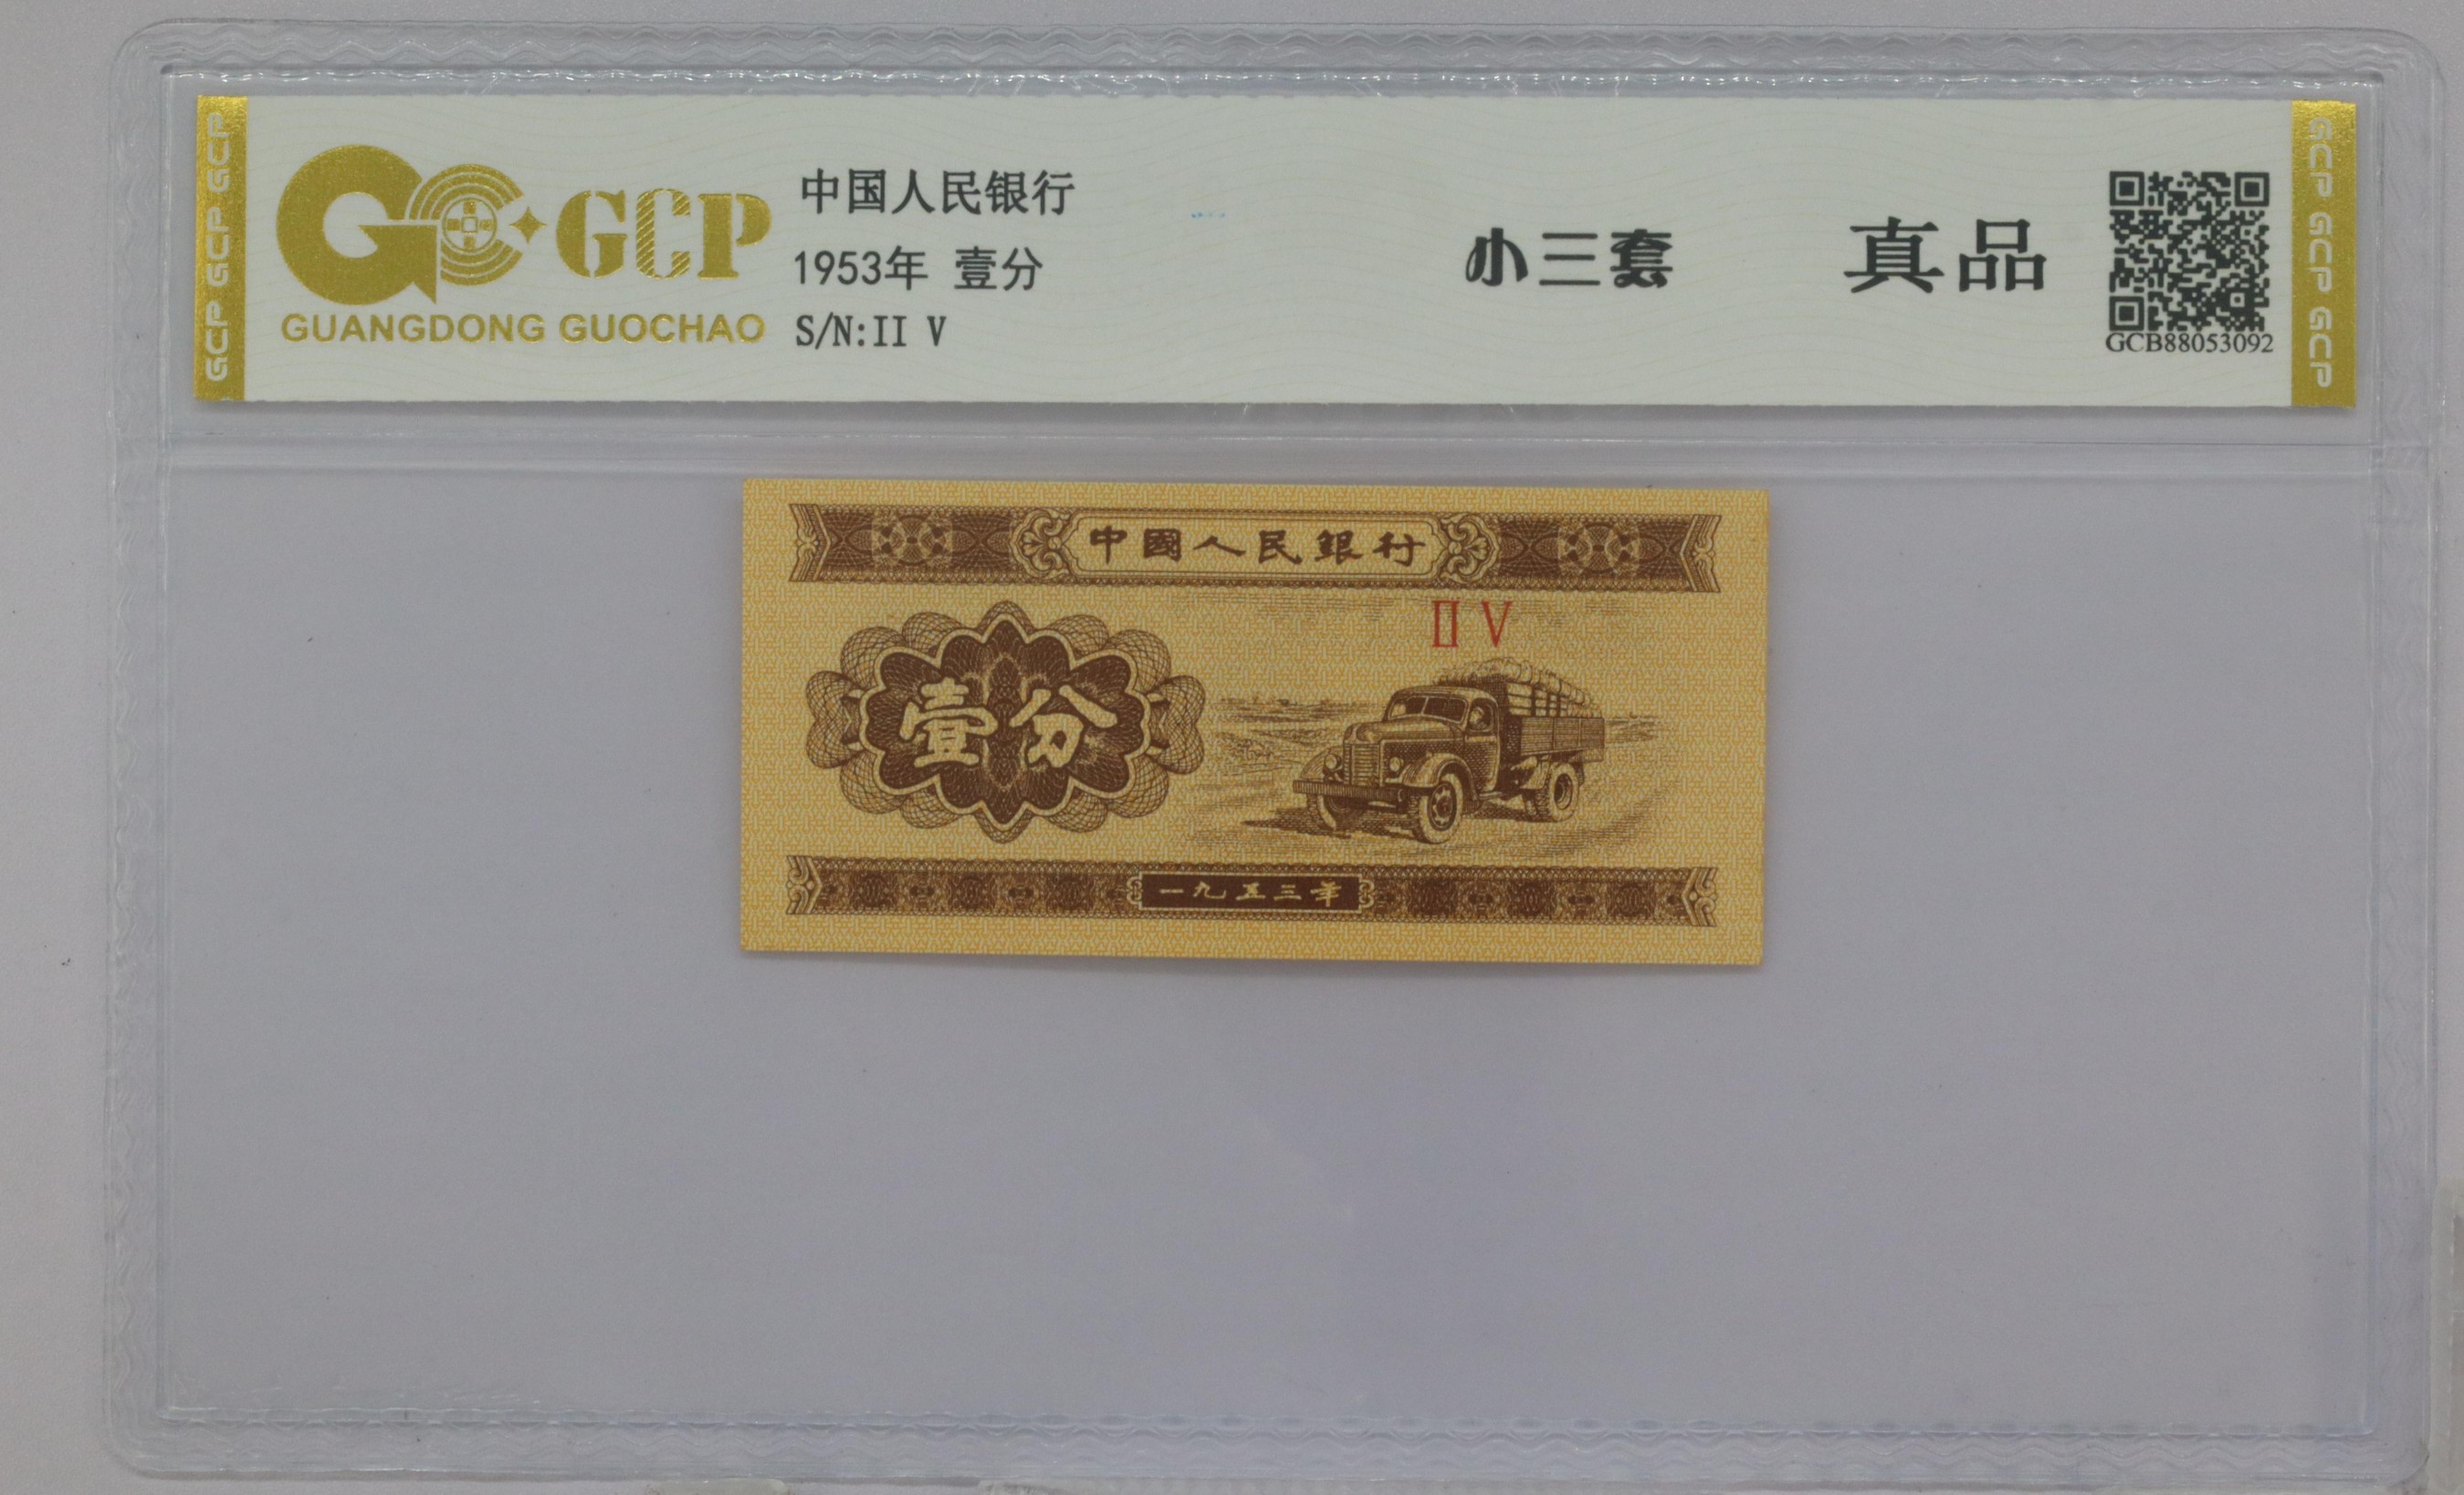 GCP GCP GCP
GCP
GUANGDONG GUOCHAO
中国人民银行
1953年 壹分
S/N:II V
小三套
真品
GCB88053092
GCP GCP GCP
中國人民銀行
II V
壹分
一九五三年